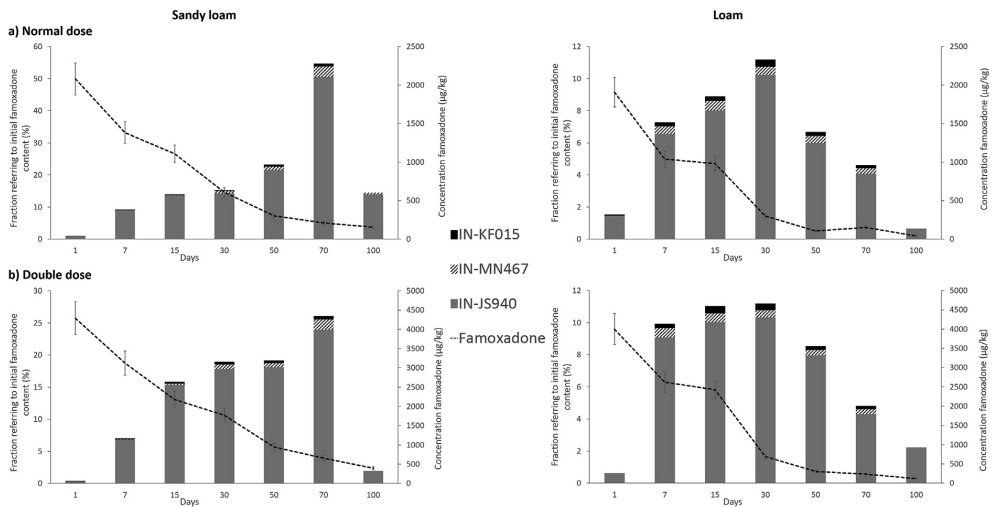 Sandy loam
Loam
a) Normal dose
Fraction referring to initial famoxadone
content (%)
60
50
40
30
20
10
0
1 7 15 30 50 70 100
Days
2500
2000
1500
1000
500
0
Concentration famoxadone (µg/kg)
Fraction referring to initial famoxadone
content (%)
12
10
8
6
4
2
0
1 7 15 30 50 70 100
Days
2500
2000
1500
1000
500
0
Concentration famoxadone (µg/kg)
IN-KF015
IN-MN467
IN-JS940
Famoxadone
b) Double dose
Fraction referring to initial famoxadone
content (%)
30
25
20
15
10
5
0
1 7 15 30 50 70 100
Days
5000
4500
4000
3500
3000
2500
2000
1500
1000
500
0
Concentration famoxadone (µg/kg)
Fraction referring to initial famoxadone
content (%)
12
10
8
6
4
2
0
1 7 15 30 50 70 100
Days
5000
4500
4000
3500
3000
2500
2000
1500
1000
500
0
Concentration famoxadone (µg/kg)